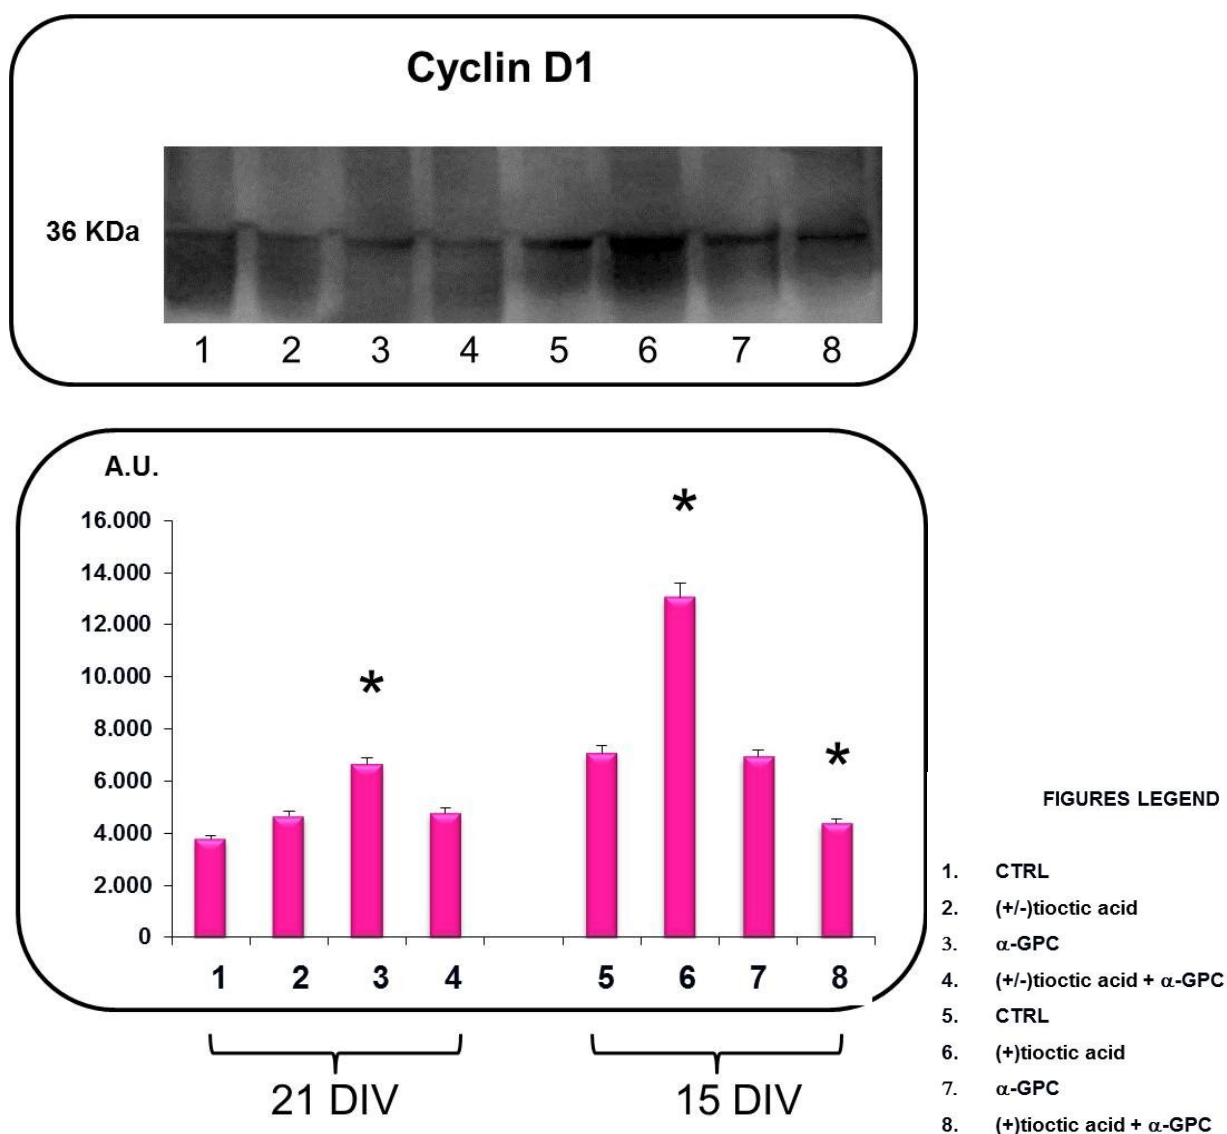 Cyclin D1
36 KDa
1 2 3 4 5 6 7 8
A.U.
16.000
14.000
12.000
10.000
8.000
6.000
4.000
2.000
0
*
*
*
1 2 3 4 5 6 7 8
21 DIV 15 DIV
FIGURES LEGEND
1. CTRL
2. (+/-)tioctic acid
3. α-GPC
4. (+/-)tioctic acid + α-GPC
5. CTRL
6. (+)tioctic acid
7. α-GPC
8. (+)tioctic acid + α-GPC